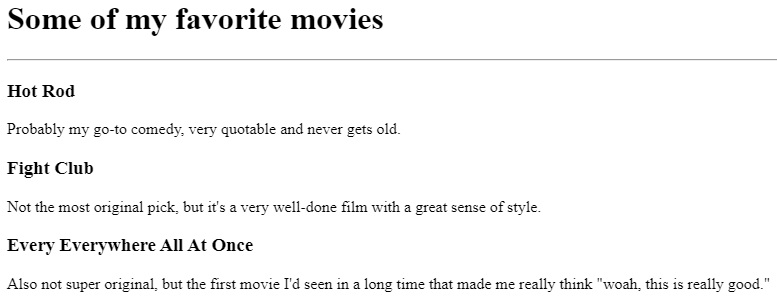 Some of my favorite movies
Hot Rod
Probably my go-to comedy, very quotable and never gets old.
Fight Club
Not the most original pick, but it's a very well-done film with a great sense of style.
Every Everywhere All At Once
Also not super original, but the first movie I'd seen in a long time that made me really think "woah, this is really good."